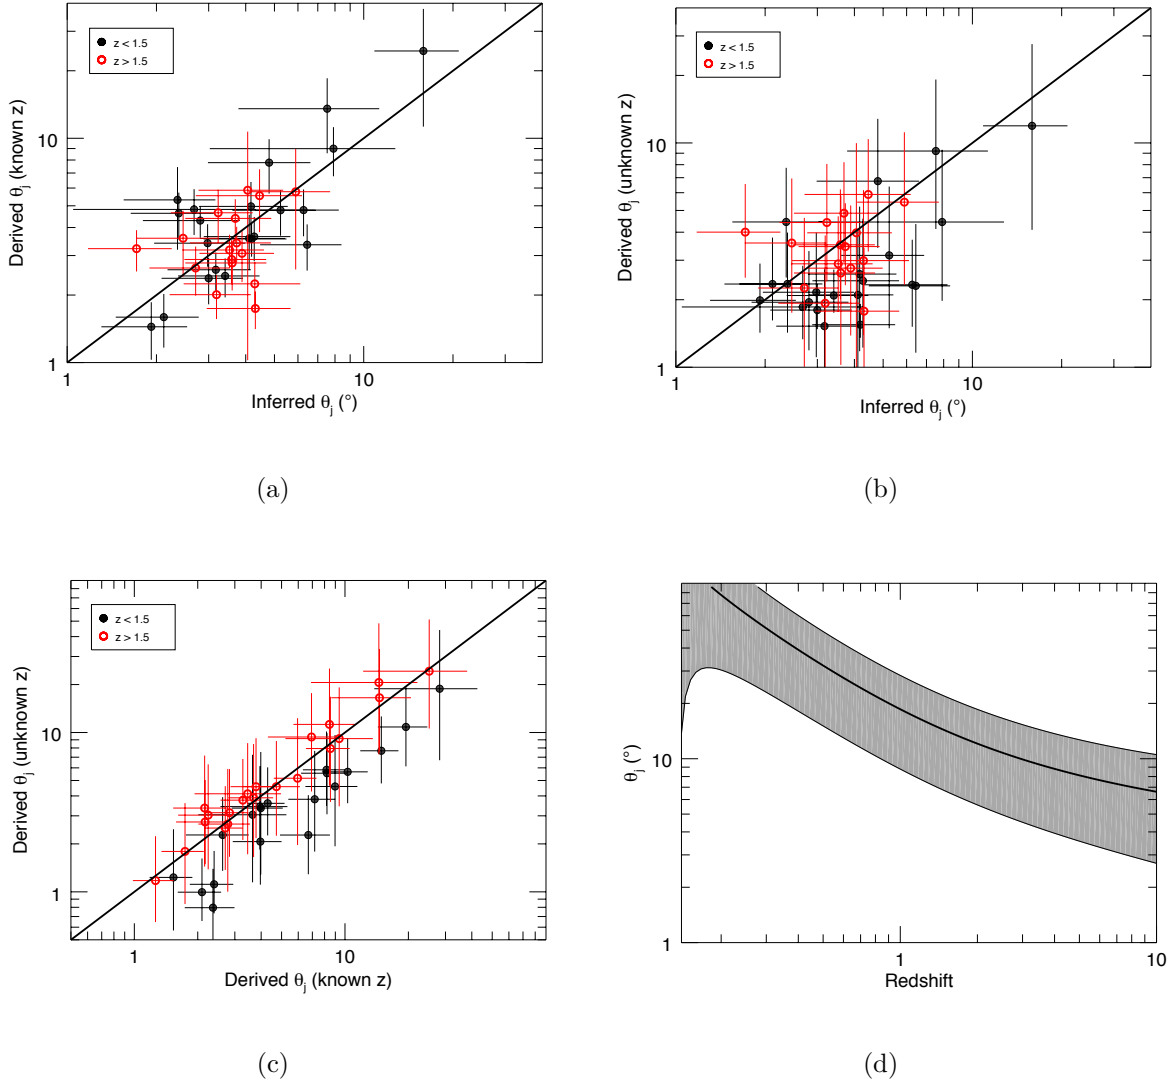 z < 1.5
z > 1.5
10
1
Derived θj (known z)
1
10
Inferred θj (°)
(a)
z < 1.5
z > 1.5
10
1
Derived θj (unknown z)
1
10
Inferred θj (°)
(b)
z < 1.5
z > 1.5
10
1
Derived θj (unknown z)
1
10
Derived θj (known z)
(c)
10
1
θj (°)
1
10
Redshift
(d)